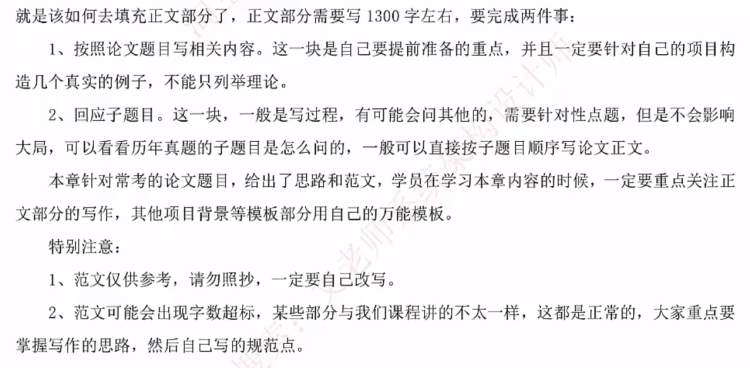 就是该如何去填充正文部分了，正文部分需要写 1300 字左右，要完成两件事：
1、按照论文题目写相关内容。这一块是自己要提前准备的重点，并且一定要针对自己的项目构
造几个真实的例子，不能只列举理论。
2、回应子题目。这一块，一般是写过程，有可能会问其他的，需要针对性点题，但是不会影响
大局，可以看看历年真题的子题目是怎么问的，一般可以直接按子题目顺序写论文正文。
本章针对常考的论文题目，给出了思路和范文，学员在学习本章内容的时候，一定要重点关注正
文部分的写作，其他项目背景等模板部分用自己的万能模板。
特别注意：
1、范文仅供参考，请勿照抄，一定要自己改写。
2、范文可能会出现字数超标，某些部分与我们课程讲的不太一样，这都是正常的，大家重点要
掌握写作的思路，然后自己写的规范点。